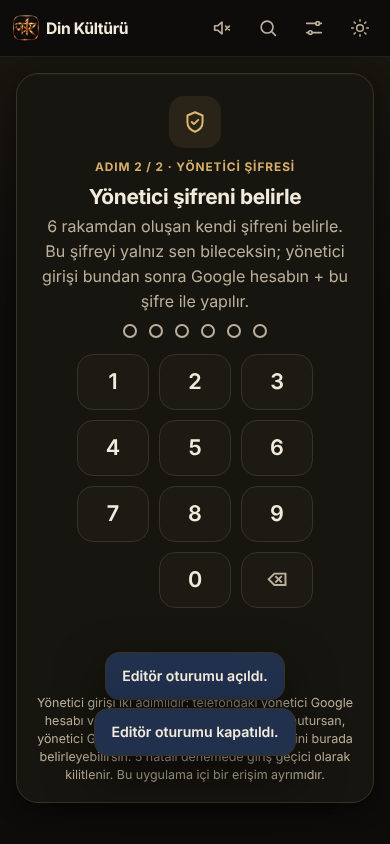 Din Kültürü
ADIM 2 / 2 · YÖNETİCİ ŞİFRESİ
Yönetici şifreni belirle
6 rakamdan oluşan kendi şifreni belirle.
Bu şifreyi yalnız sen bileceksin; yönetici
girişi bundan sonra Google hesabın + bu
şifre ile yapılır.
1 2 3
4 5 6
7 8 9
0
Editör oturumu açıldı.
Yönetici girişi iki adımlıdır: telefondaki yönetici Google
hesabı
Editör oturumu kapatıldı.
yönetici burada
belirleyebilirsin. 5 hatalı denemede giriş geçici olarak
kilitlenir. Bu uygulama içi bir erişim ayrımıdır.